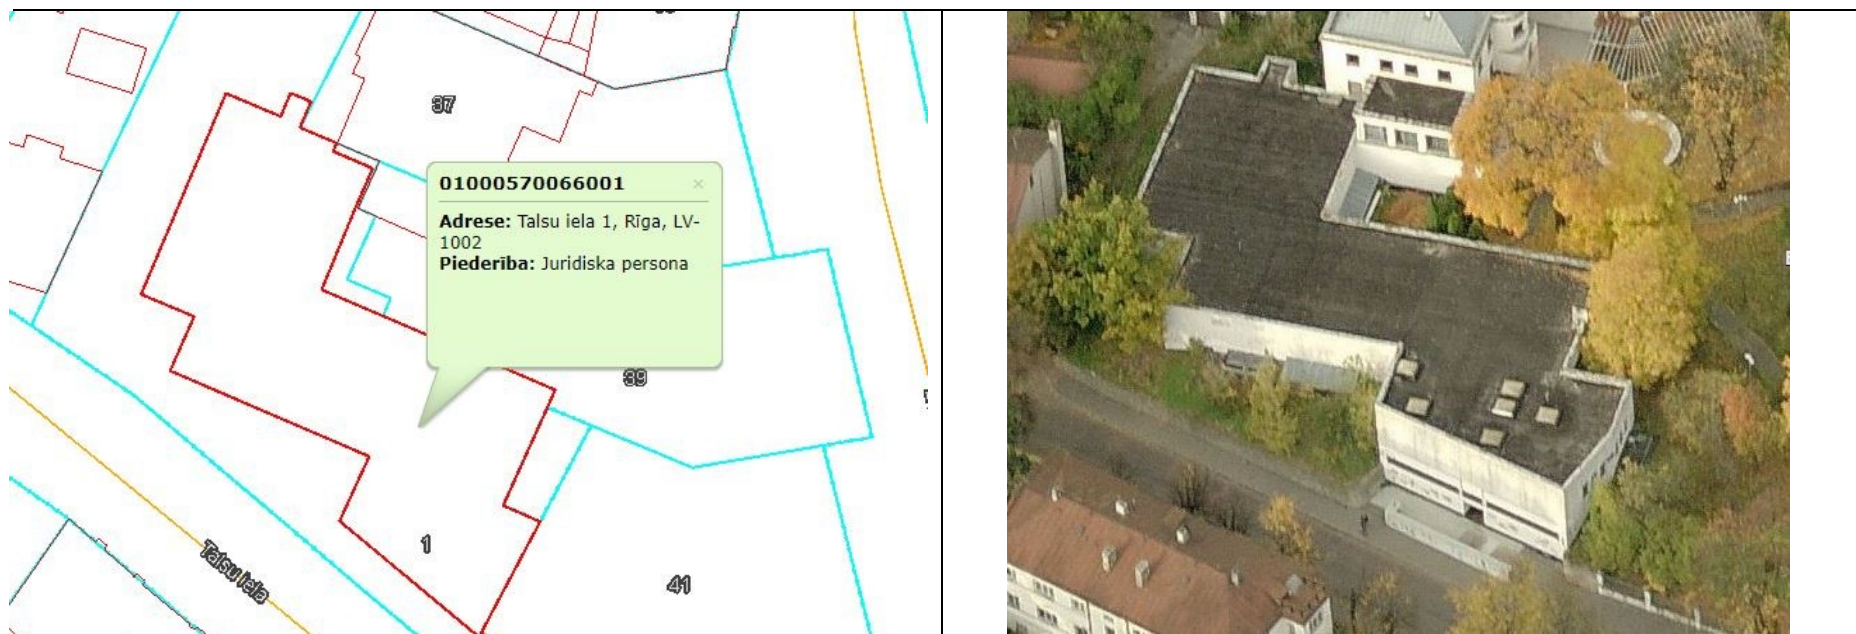 37
01000570066001 ×
Adrese: Talsu iela 1, Rīga, LV-
1002
Piederība: Juridiska persona
39
1
Talsu iela
41